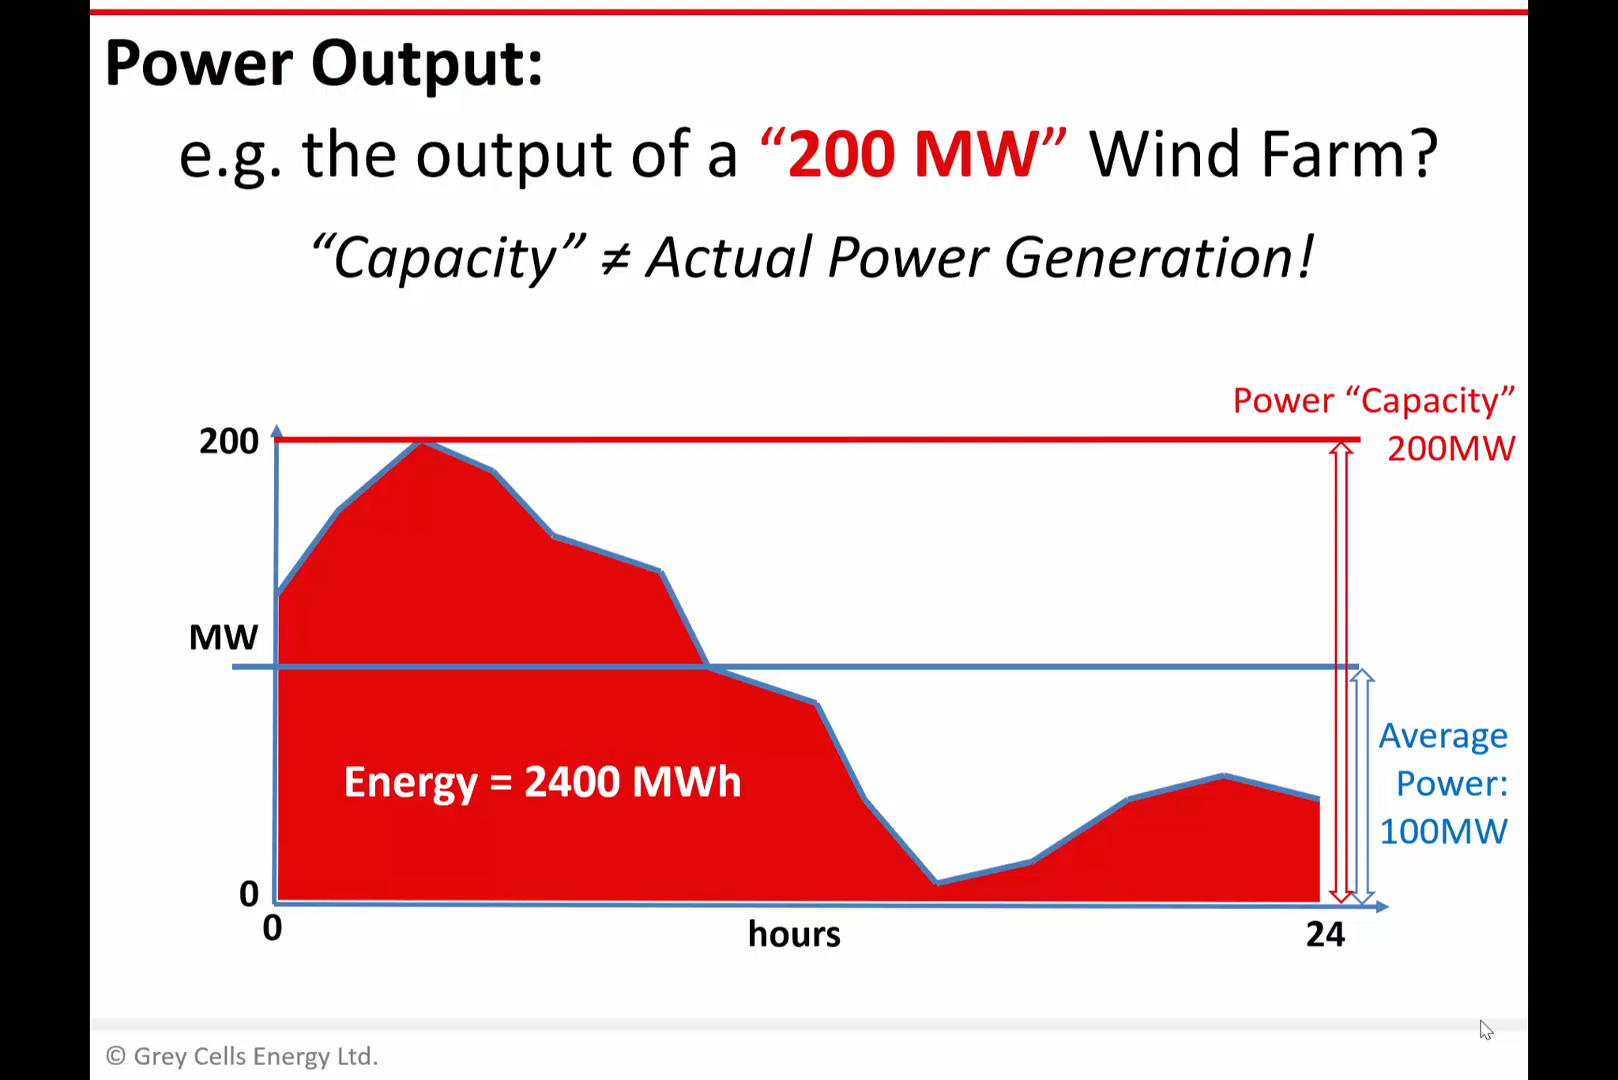 Power Output:
e.g. the output of a “200 MW” Wind Farm?
“Capacity” ≠ Actual Power Generation!
Power “Capacity”
200MW
200
MW
Average
Power:
100MW
Energy = 2400 MWh
0
0
hours
24
© Grey Cells Energy Ltd.